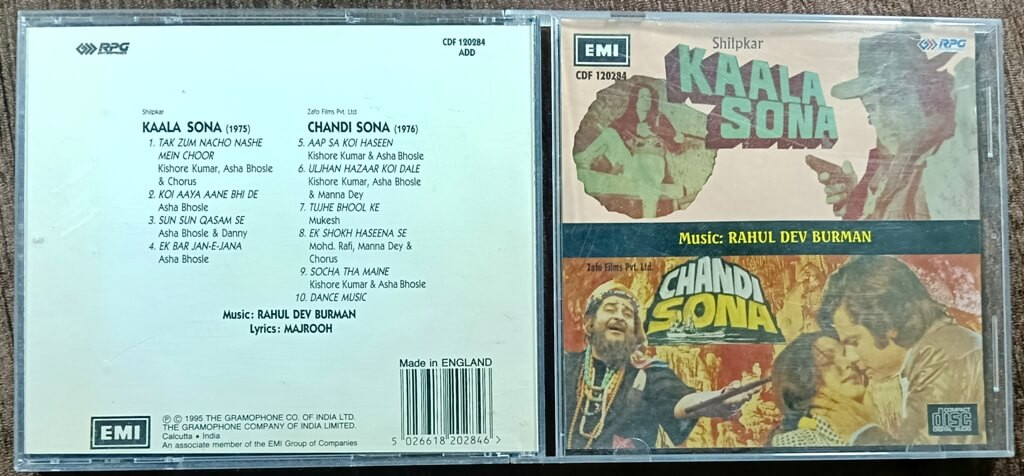 RPG
CDF 120284
ADD
Shilpkar
KAALA SONA (1975)
1. TAK ZUM NACHO NASHE
MEIN CHOOR
Kishore Kumar, Asha Bhosle
& Chorus
2. KOI AAYA AANE BHI DE
Asha Bhosle
3. SUN SUN QASAM SE
Asha Bhosle & Danny
4. EK BAR JAN-E-JANA
Asha Bhosle
Zafo Films Pvt. Ltd
CHANDI SONA (1976)
5. AAP SA KOI HASEEN
Kishore Kumar & Asha Bhosle
6. ULJHAN HAZAAR KOI DALE
Kishore Kumar, Asha Bhosle
& Manna Dey
7. TUJHE BHOOL KE
Mukesh
8. EK SHOKH HASEENA SE
Mohd. Rafi, Manna Dey &
Chorus
9. SOCHA THA MAINE
Kishore Kumar & Asha Bhosle
10. DANCE MUSIC
Music: RAHUL DEV BURMAN
Lyrics: MAJROOH
Made in ENGLAND
EMI
℗ © 1995 THE GRAMOPHONE CO. OF INDIA LTD.
THE GRAMOPHONE COMPANY OF INDIA LIMITED.
Calcutta • India
An associate member of the EMI Group of Companies
5 026618 202846 >
EMI
CDF 120284
Shilpkar
RPG
KAALA
SONA
Music: RAHUL DEV BURMAN
Zafo Films Pvt. Ltd.
CHANDI
SONA
COMPACT
disc
DIGITAL AUDIO